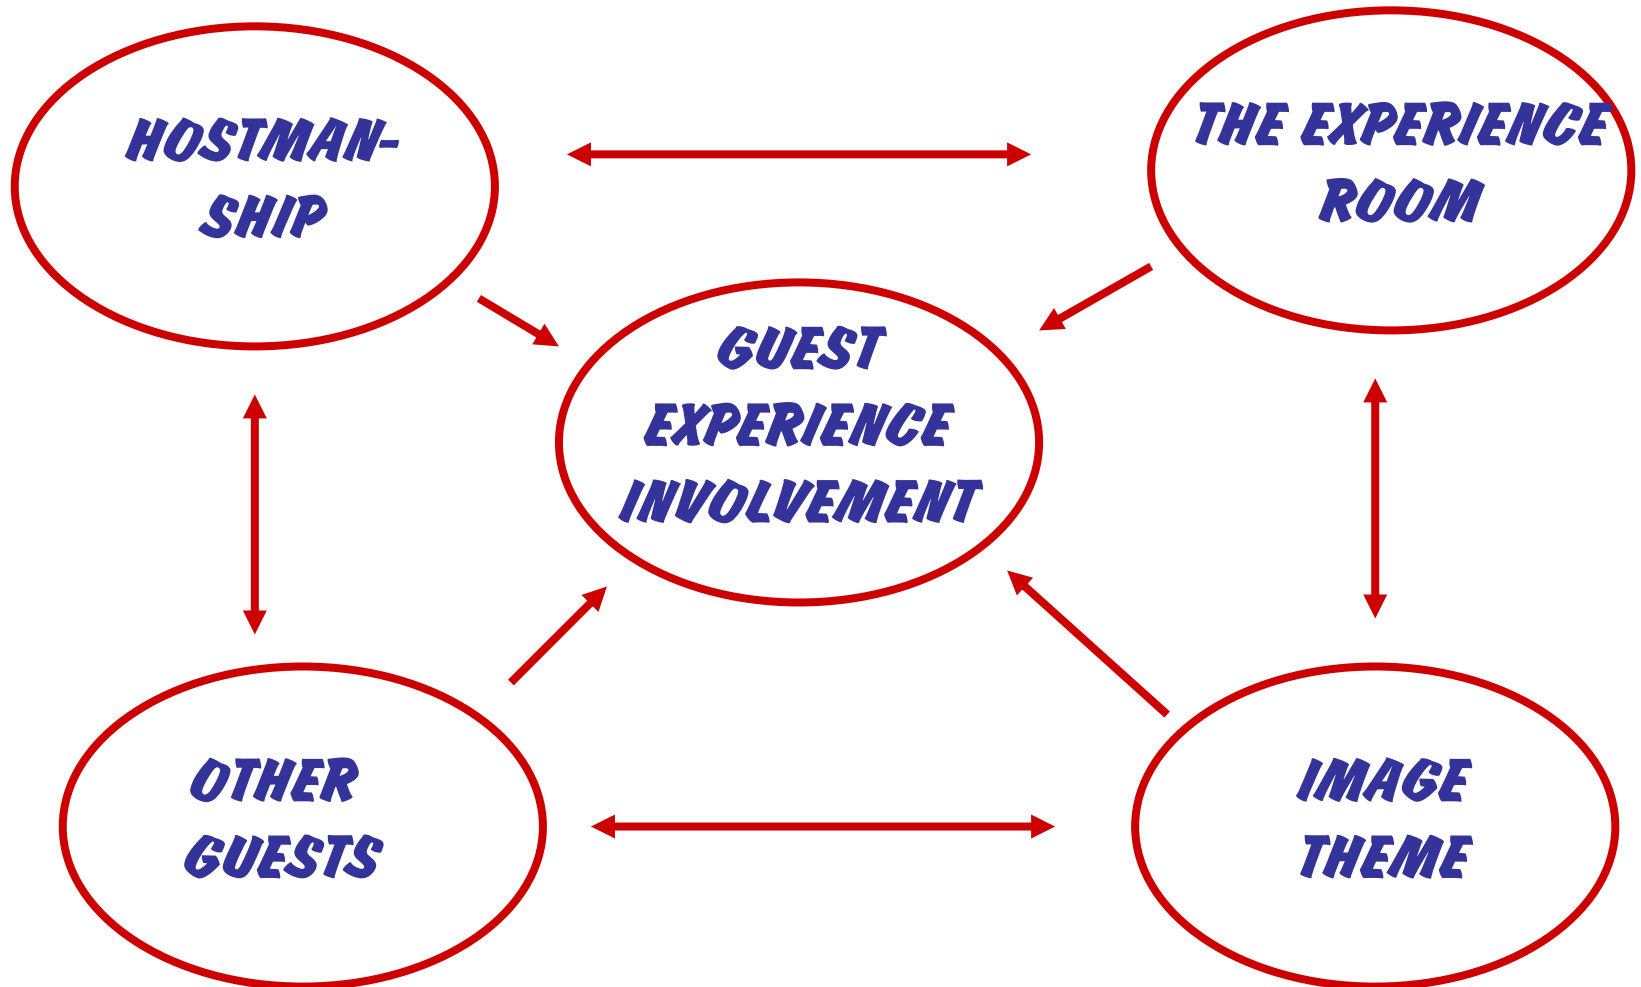 HOSTMAN-
SHIP
THE EXPERIENCE
ROOM
GUEST
EXPERIENCE
INVOLVEMENT
OTHER
GUESTS
IMAGE
THEME